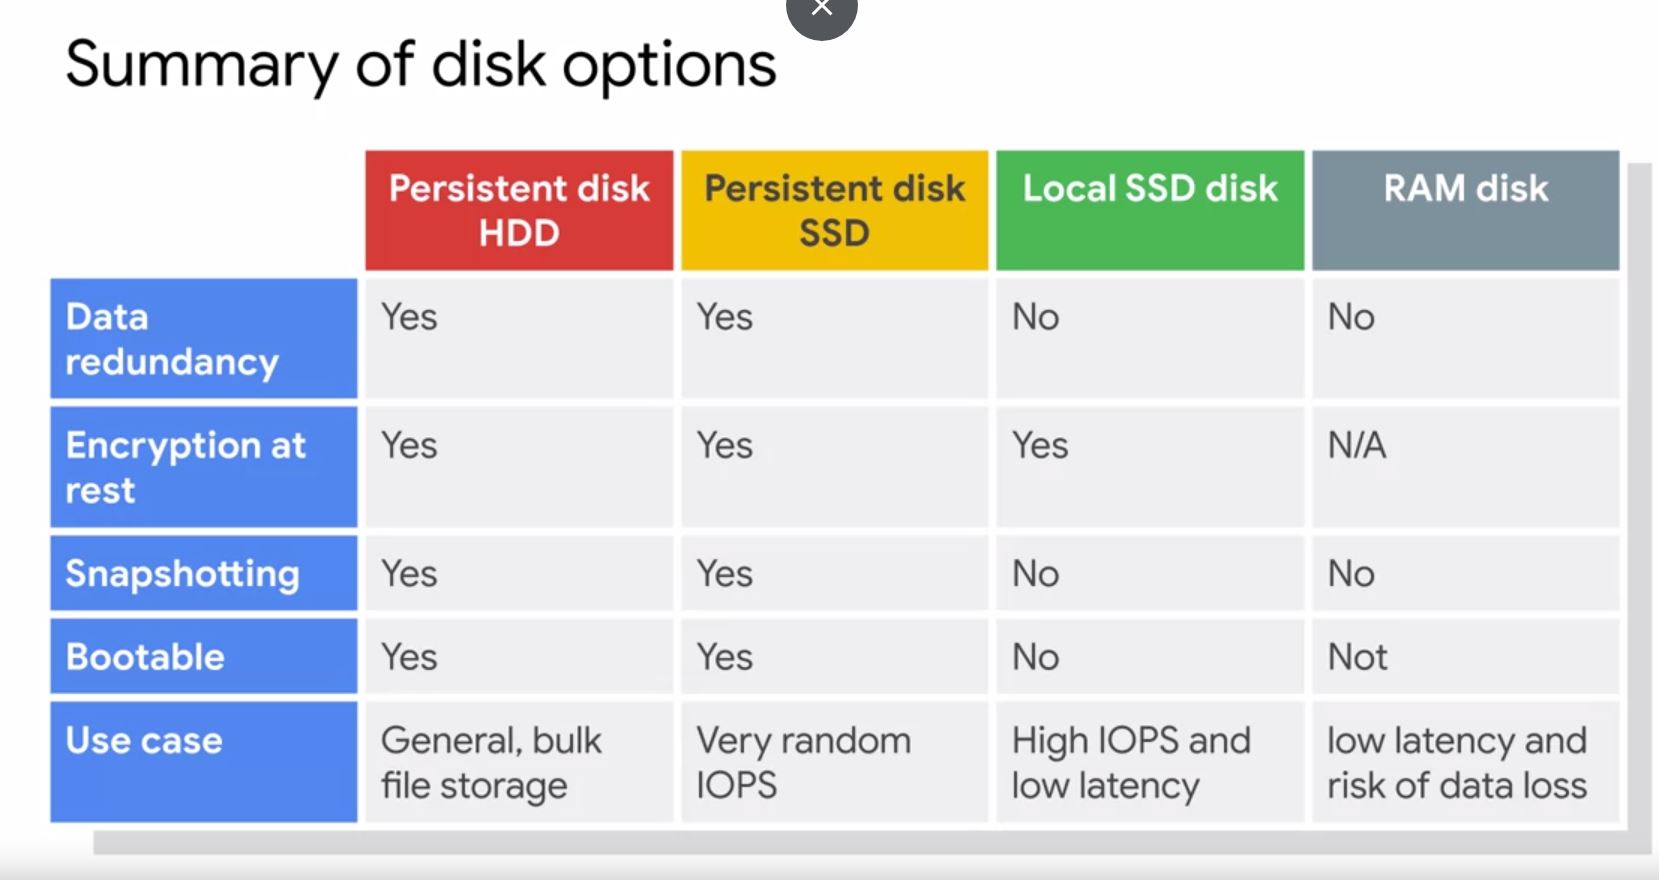 Summary of disk options
Persistent disk
HDD
Persistent disk
SSD
Local SSD disk
RAM disk
Data
redundancy
Yes
Yes
No
No
Encryption at
rest
Yes
Yes
Yes
N/A
Snapshotting
Yes
Yes
No
No
Bootable
Yes
Yes
No
Not
Use case
General, bulk
file storage
Very random
IOPS
High IOPS and
low latency
low latency and
risk of data loss